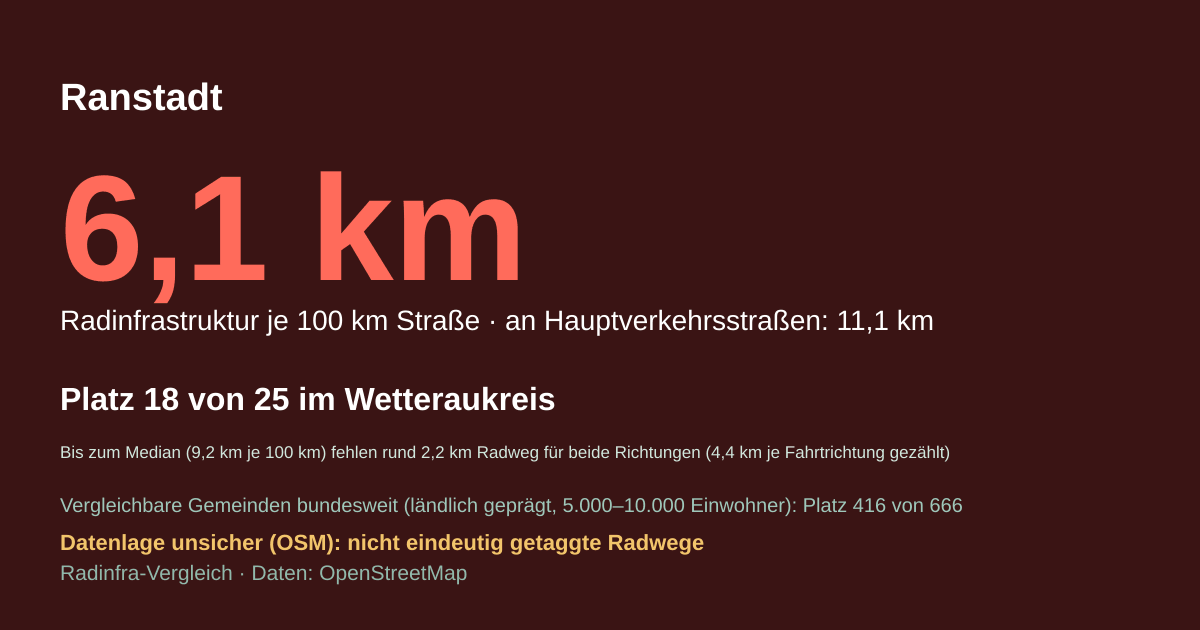 Ranstadt
6,1 km
Radinfrastruktur je 100 km Straße · an Hauptverkehrsstraßen: 11,1 km
Platz 18 von 25 im Wetteraukreis
Bis zum Median (9,2 km je 100 km) fehlen rund 2,2 km Radweg für beide Richtungen (4,4 km je Fahrtrichtung gezählt)
Vergleichbare Gemeinden bundesweit (ländlich geprägt, 5.000–10.000 Einwohner): Platz 416 von 666
Datenlage unsicher (OSM): nicht eindeutig getaggte Radwege
Radinfra-Vergleich · Daten: OpenStreetMap